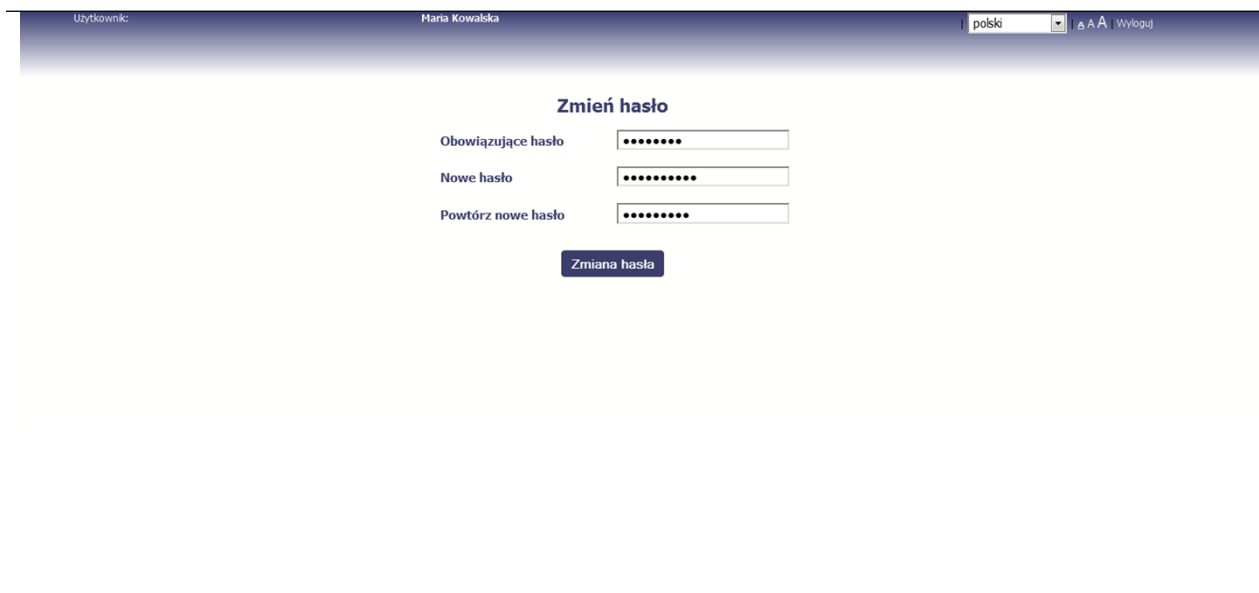 Użytkownik: Maria Kowalska | polski | A A A | Wyloguj
Zmień hasło
Obowiązujące hasło ••••••••
Nowe hasło ••••••••••
Powtórz nowe hasło •••••••••
Zmiana hasła